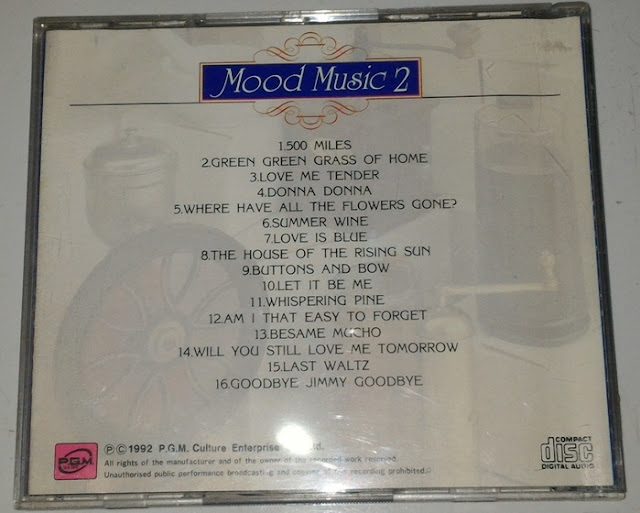 Mood Music 2
1.500 MILES
2.GREEN GREEN GRASS OF HOME
3.LOVE ME TENDER
4.DONNA DONNA
5.WHERE HAVE ALL THE FLOWERS GONE?
6.SUMMER WINE
7.LOVE IS BLUE
8.THE HOUSE OF THE RISING SUN
9.BUTTONS AND BOW
10.LET IT BE ME
11.WHISPERING PINE
12.AM I THAT EASY TO FORGET
13.BESAME MUCHO
14.WILL YOU STILL LOVE ME TOMORROW
15.LAST WALTZ
16.GOODBYE JIMMY GOODBYE
P.G.M.
ⓅⒸ1992 P.G.M. Culture Enterprise Ltd.
All rights of the manufacturer and of the owner of the recorded work reserved.
Unauthorised public performance broadcasting and copying of this recording prohibited.
COMPACT
disc
DIGITAL AUDIO